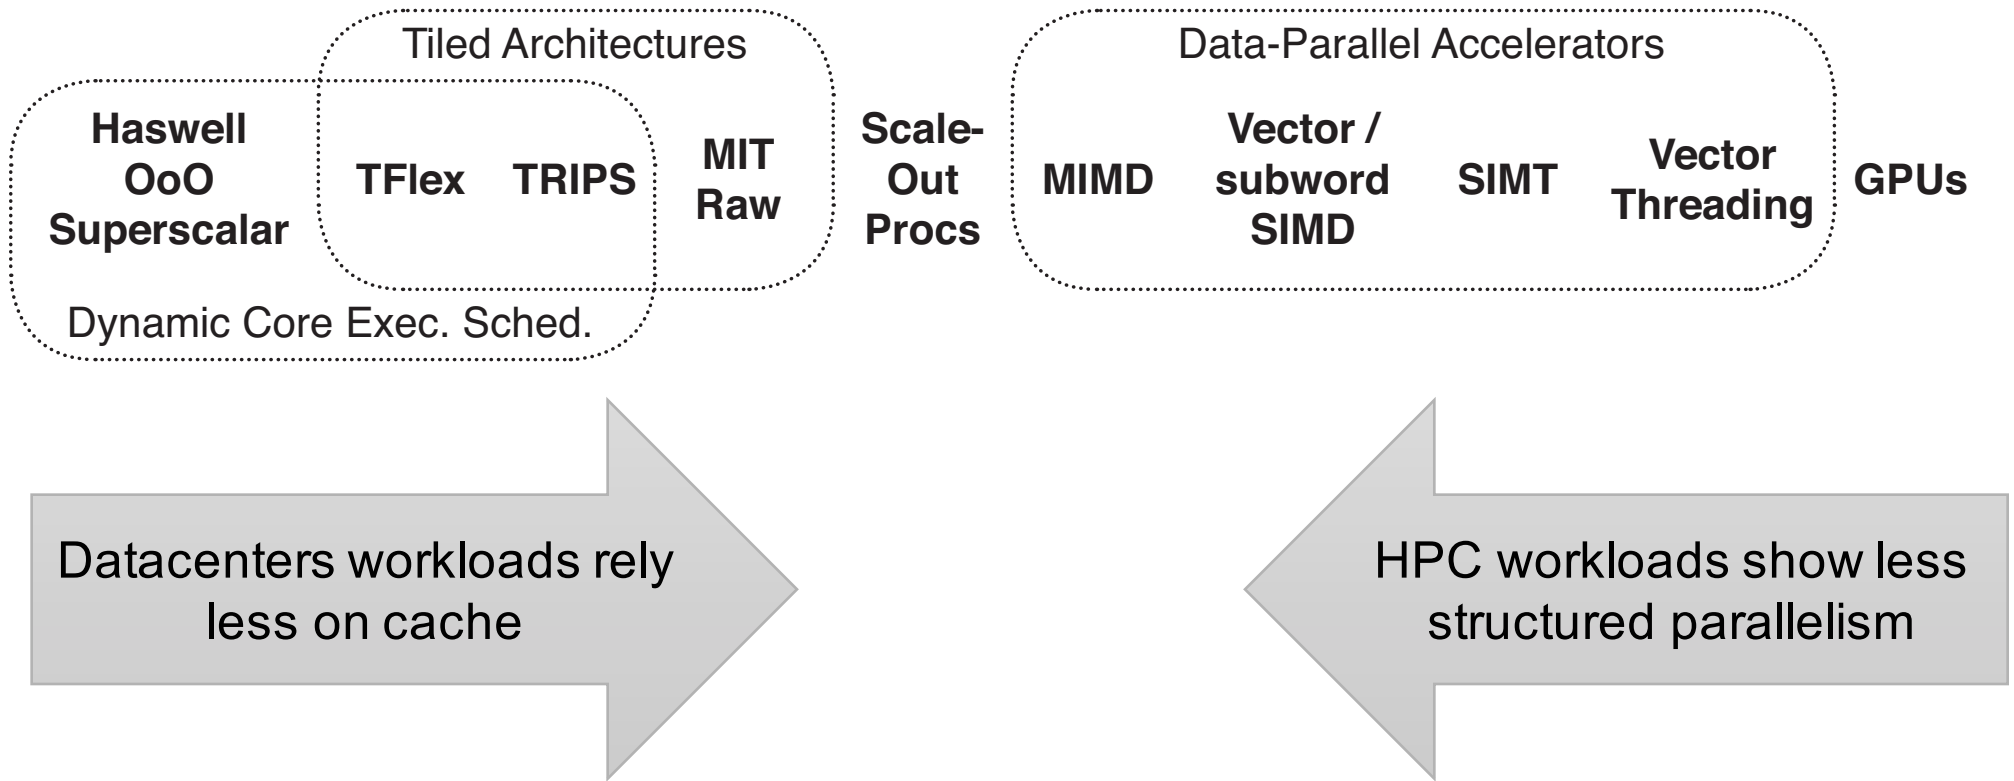 Tiled Architectures
Data-Parallel Accelerators
Haswell
OoO
Superscalar
TFlex
TRIPS
MIT
Raw
Scale-
Out
Procs
MIMD
Vector /
subword
SIMD
SIMT
Vector
Threading
GPUs
Dynamic Core Exec. Sched.
Datacenters workloads rely
less on cache
HPC workloads show less
structured parallelism